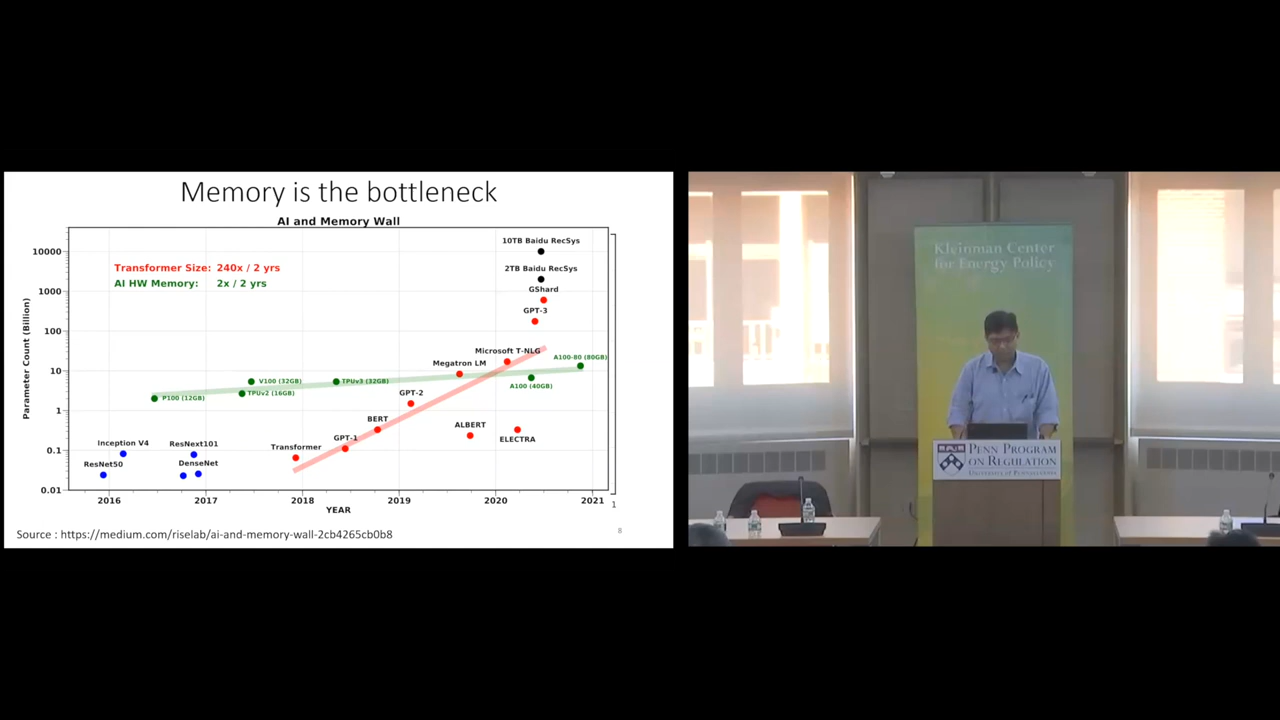 Memory is the bottleneck
AI and Memory Wall
Parameter Count (Billion)
10000
1000
100
10
1
0.1
0.01
Transformer Size: 240x / 2 yrs
AI HW Memory: 2x / 2 yrs
10TB Baidu RecSys
2TB Baidu RecSys
GShard
GPT-3
Microsoft T-NLG
A100-80 (80GB)
Megatron LM
A100 (40GB)
V100 (32GB)
TPUv3 (32GB)
P100 (12GB)
TPUv2 (16GB)
GPT-2
BERT
ALBERT
ELECTRA
GPT-1
Transformer
Inception V4
ResNext101
ResNet50
DenseNet
2016
2017
2018
2019
2020
2021
YEAR
1
Source : https://medium.com/riselab/ai-and-memory-wall-2cb4265cb0b8
8
Kleinman Center
for Energy Policy
PENN PROGRAM
ON REGULATION
UNIVERSITY OF PENNSYLVANIA